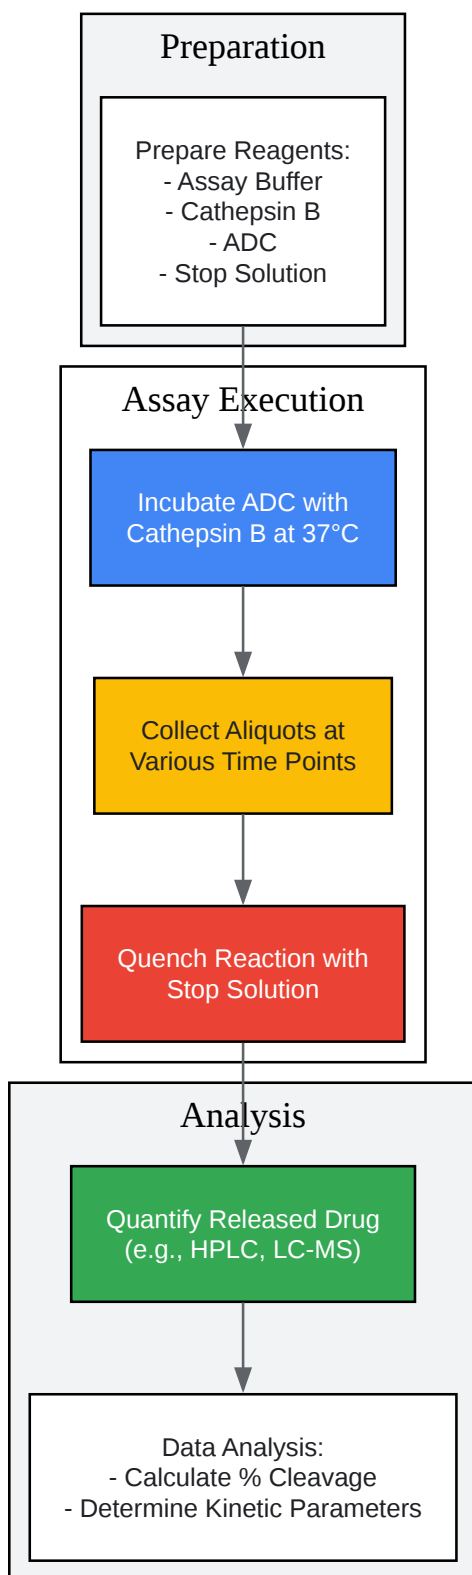 Preparation
Prepare Reagents:
- Assay Buffer
- Cathepsin B
- ADC
- Stop Solution
Assay Execution
Incubate ADC with
Cathepsin B at 37°C
Collect Aliquots at
Various Time Points
Quench Reaction with
Stop Solution
Analysis
Quantify Released Drug
(e.g., HPLC, LC-MS)
Data Analysis:
- Calculate % Cleavage
- Determine Kinetic Parameters